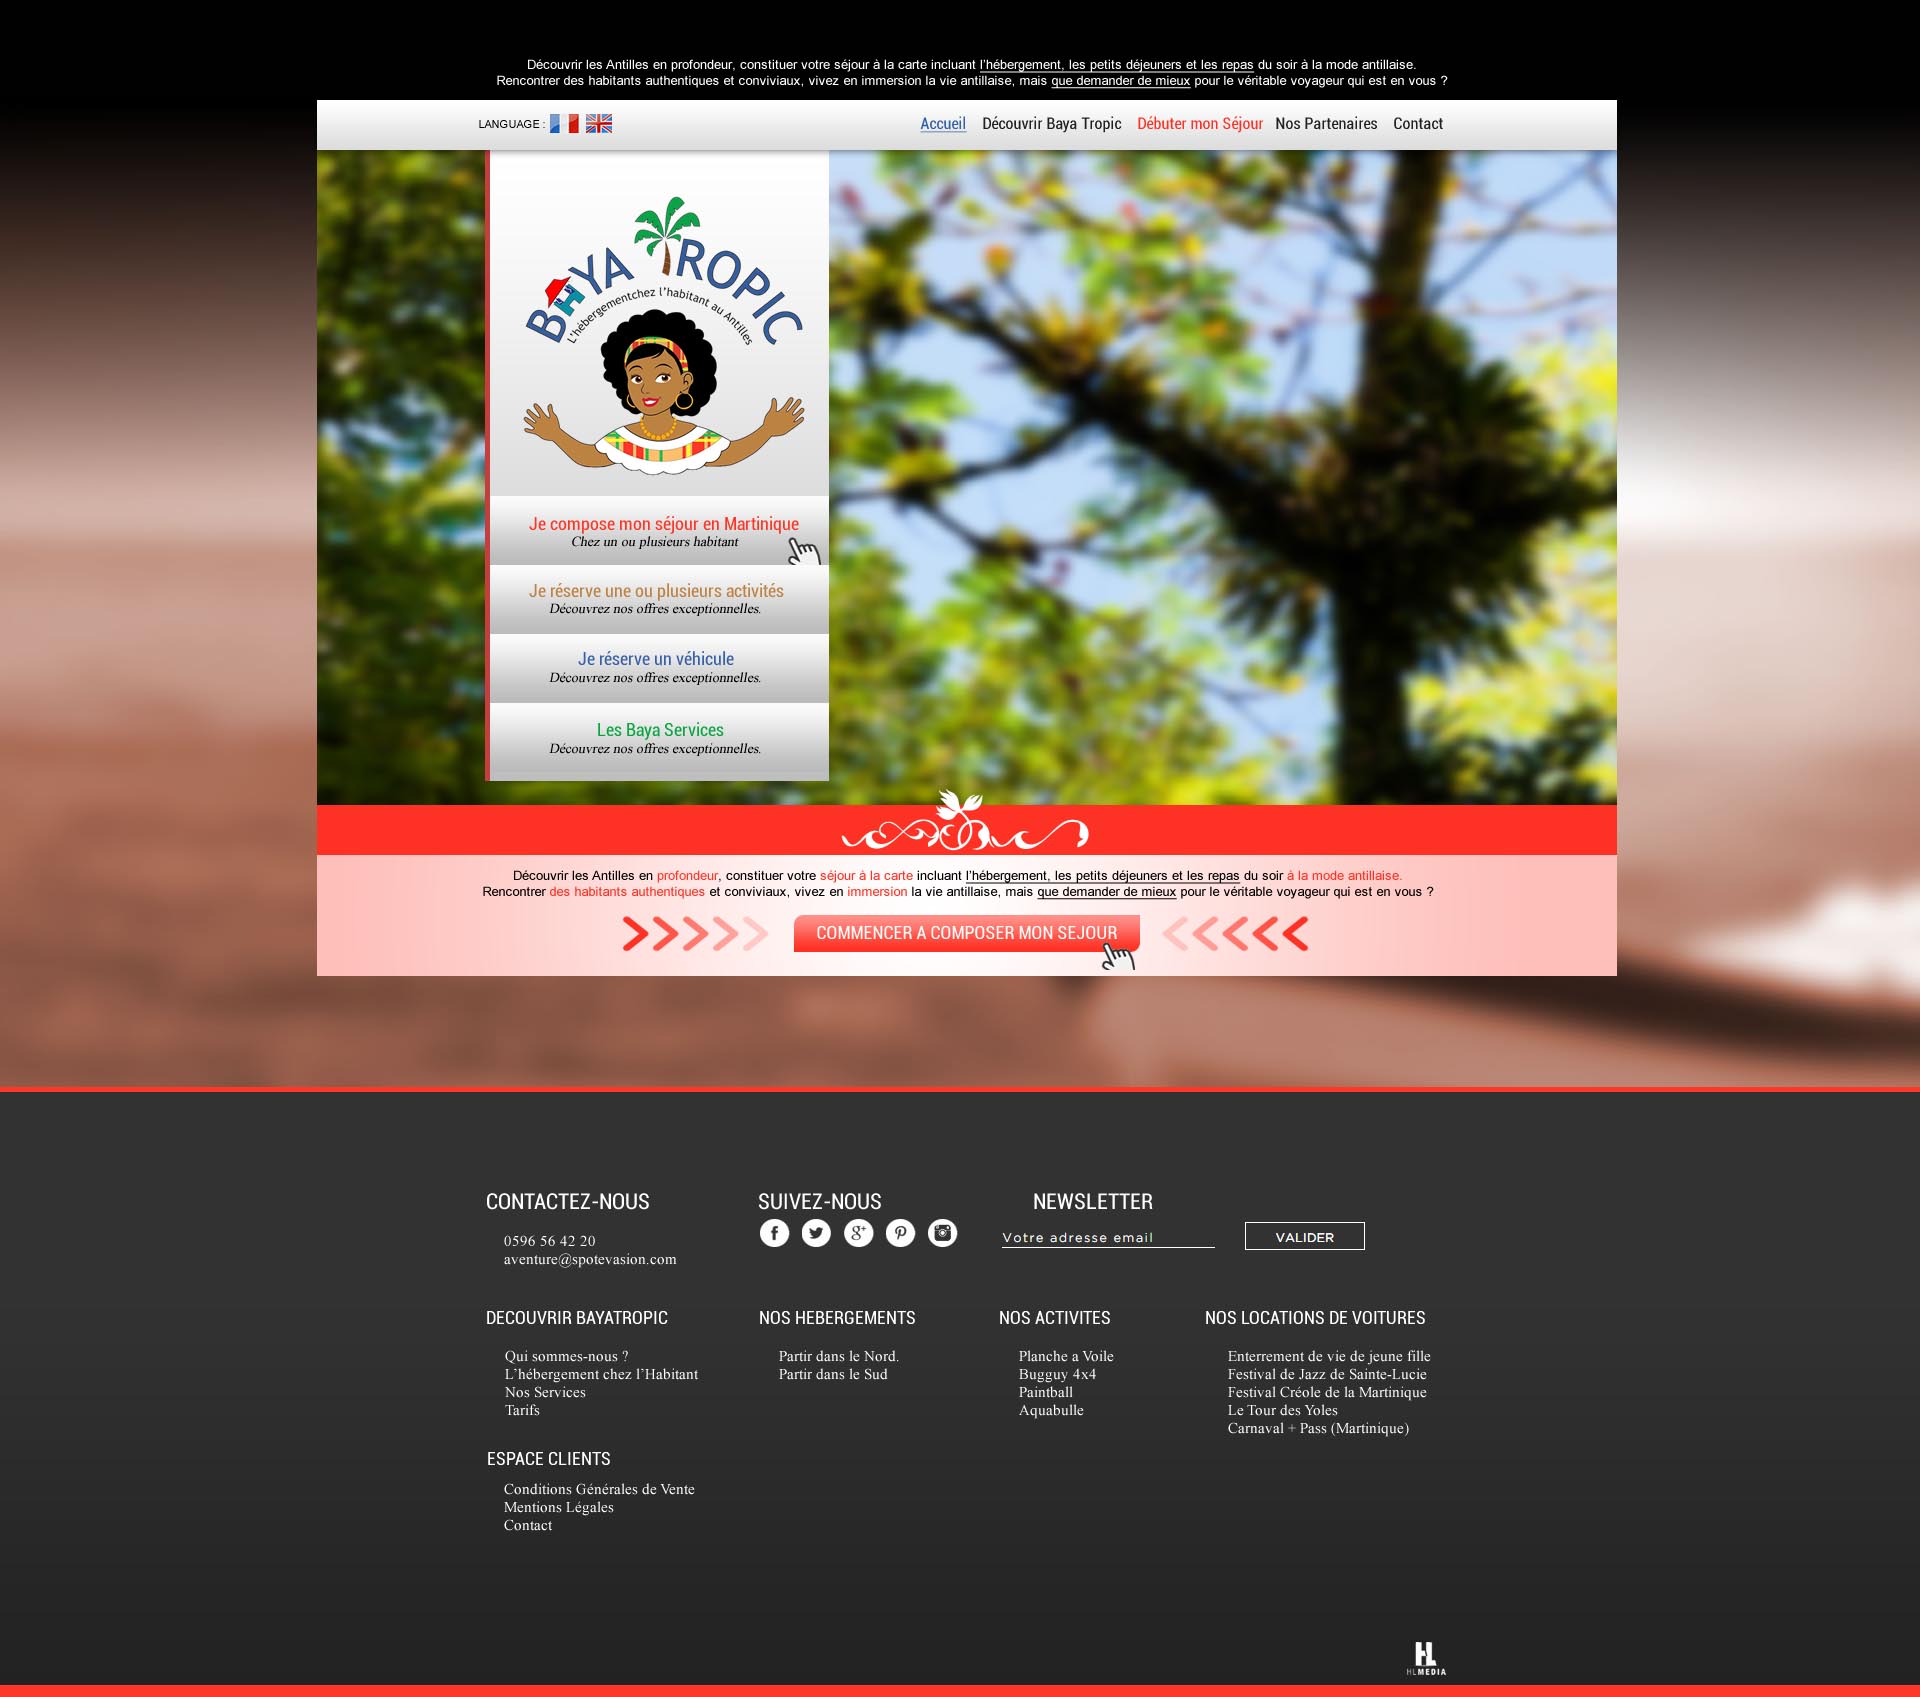 Découvrir les Antilles en profondeur, constituer votre séjour à la carte incluant l'hébergement, les petits déjeuners et les repas du soir à la mode antillaise.
Rencontrer des habitants authentiques et conviviaux, vivez en immersion la vie antillaise, mais que demander de mieux pour le véritable voyageur qui est en vous ?
LANGUAGE :
Accueil Découvrir Baya Tropic Débuter mon Séjour Nos Partenaires Contact
BAYA TROPIC
L'hébergementchez l'habitant au Antilles
Je compose mon séjour en Martinique
Chez un ou plusieurs habitant
Je réserve une ou plusieurs activités
Découvrez nos offres exceptionnelles.
Je réserve un véhicule
Découvrez nos offres exceptionnelles.
Les Baya Services
Découvrez nos offres exceptionnelles.
Découvrir les Antilles en profondeur, constituer votre séjour à la carte incluant l'hébergement, les petits déjeuners et les repas du soir à la mode antillaise.
Rencontrer des habitants authentiques et conviviaux, vivez en immersion la vie antillaise, mais que demander de mieux pour le véritable voyageur qui est en vous ?
COMMENCER A COMPOSER MON SEJOUR
CONTACTEZ-NOUS
0596 56 42 20
aventure@spotevasion.com
SUIVEZ-NOUS
NEWSLETTER
Votre adresse email
VALIDER
DECOUVRIR BAYATROPIC
Qui sommes-nous ?
L'hébergement chez l'Habitant
Nos Services
Tarifs
NOS HEBERGEMENTS
Partir dans le Nord.
Partir dans le Sud
NOS ACTIVITES
Planche a Voile
Bugguy 4x4
Paintball
Aquabulle
NOS LOCATIONS DE VOITURES
Enterrement de vie de jeune fille
Festival de Jazz de Sainte-Lucie
Festival Créole de la Martinique
Le Tour des Yoles
Carnaval + Pass (Martinique)
ESPACE CLIENTS
Conditions Générales de Vente
Mentions Légales
Contact
HL
HLMEDIA